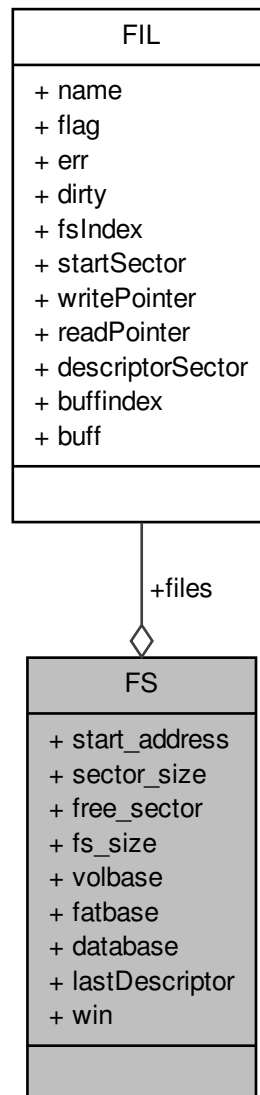 FIL
+ name
+ flag
+ err
+ dirty
+ fsIndex
+ startSector
+ writePointer
+ readPointer
+ descriptorSector
+ buffindex
+ buff
+files
FS
+ start_address
+ sector_size
+ free_sector
+ fs_size
+ volbase
+ fatbase
+ database
+ lastDescriptor
+ win